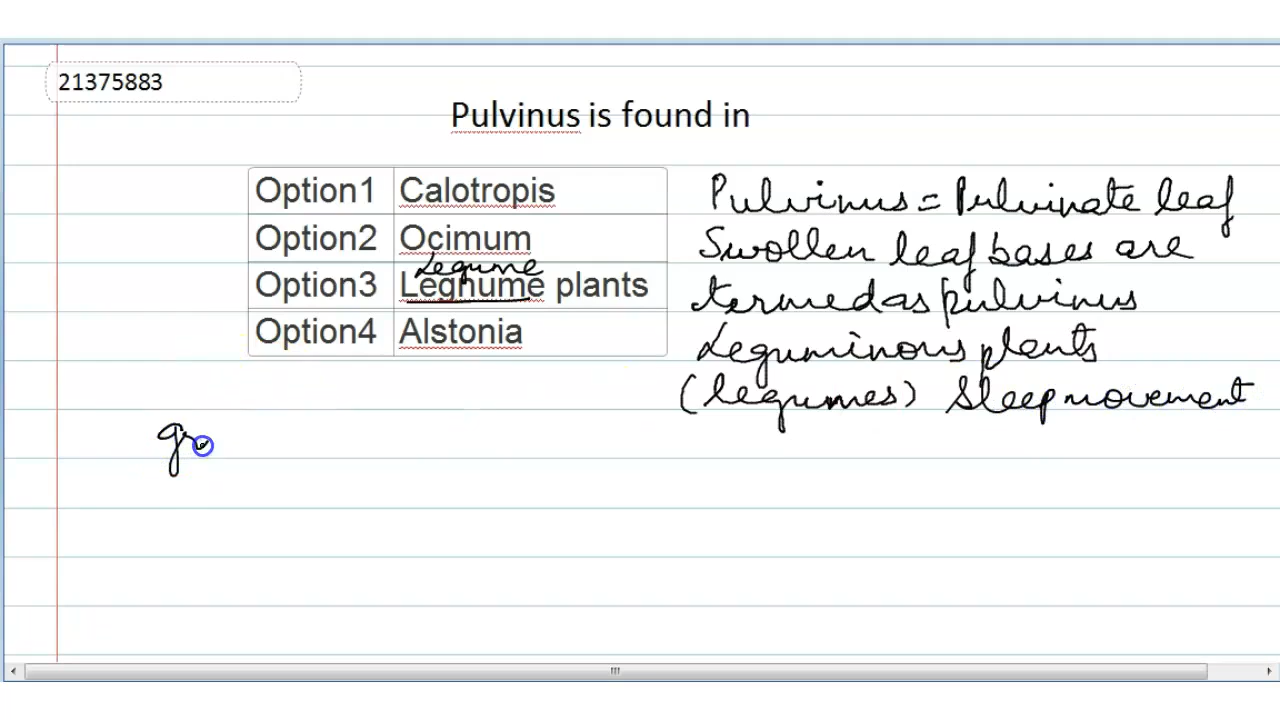 21375883
Pulvinus is found in
Option1 Calotropis
Option2 Ocimum
Legume
Option3 Legnume plants
Option4 Alstonia
Pulvinus = Pulvinate leaf
Swollen leaf bases are
termed as pulvinus
Leguminous plants
(legumes) Sleep movement